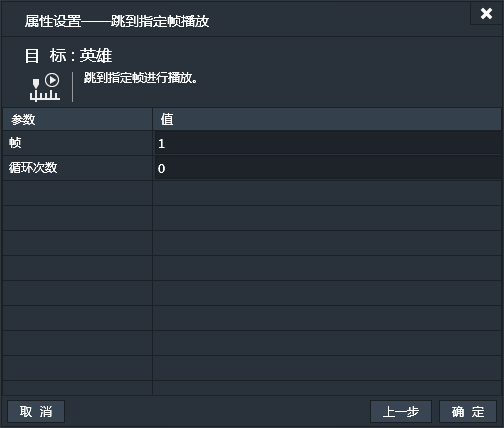 属性设置——跳到指定帧播放
目 标 : 英雄
跳到指定帧进行播放。
参数 值
帧 1
循环次数 0
取 消 上一步 确 定